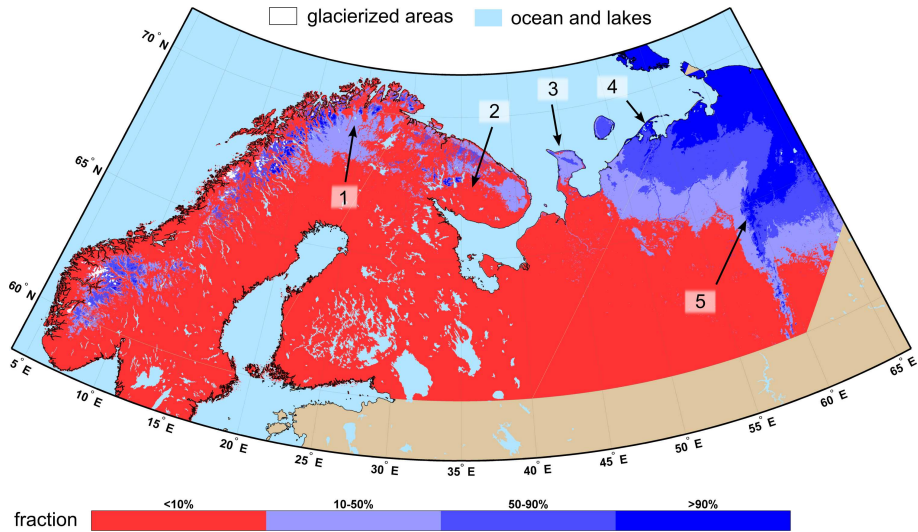 glacierized areas ocean and lakes
70° N
65° N
60° N
1
2
3
4
5
5° E
10° E
15° E
20° E
25° E
30° E
35° E
40° E
45° E
50° E
55° E
60° E
65° E
<10% 10-50% 50-90% >90%
fraction